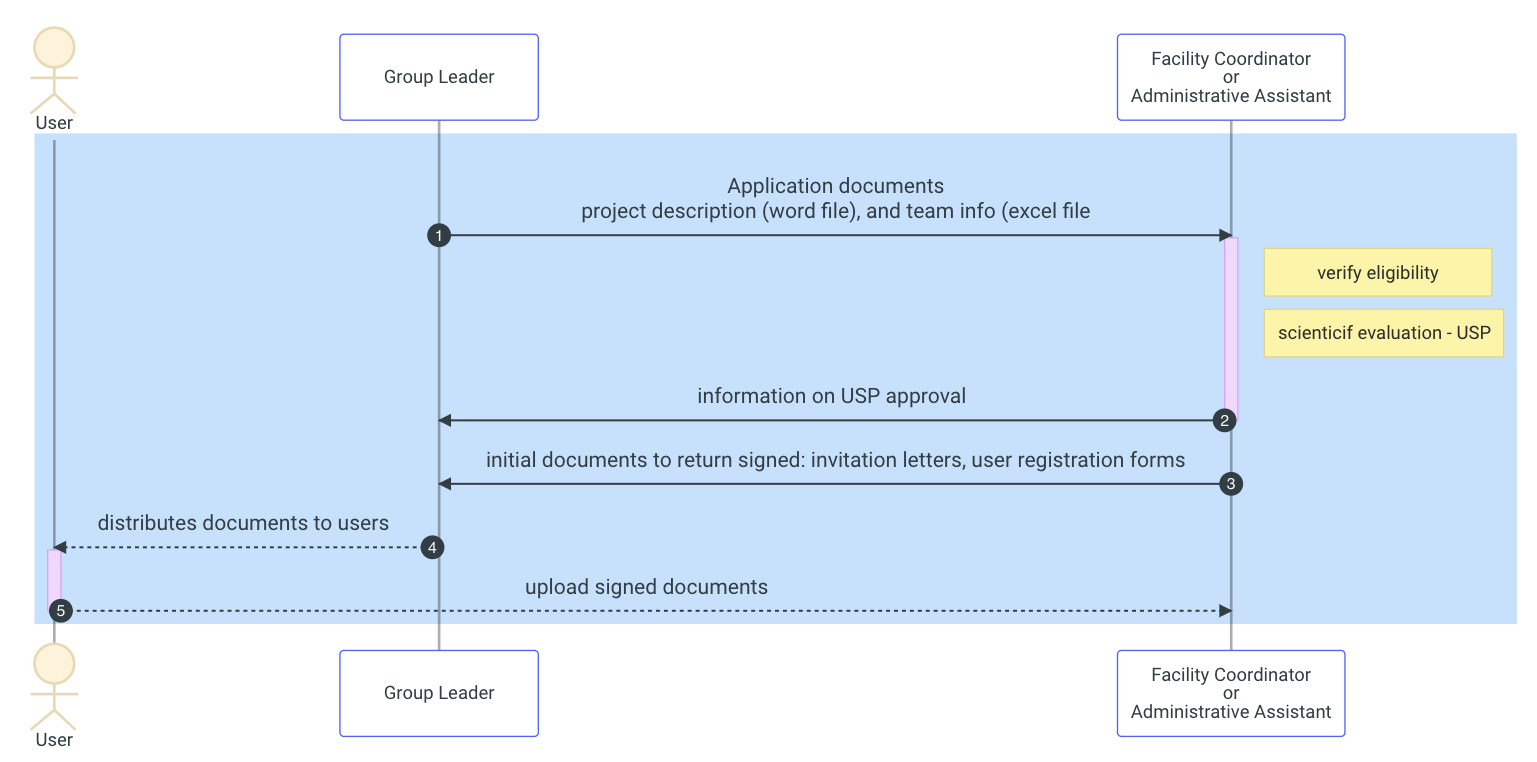 User
Group Leader
Facility Coordinator
or
Administrative Assistant
Application documents
project description (word file), and team info (excel file
1
verify eligibility
scienticif evaluation - USP
information on USP approval
2
initial documents to return signed: invitation letters, user registration forms
3
distributes documents to users
4
upload signed documents
5
User
Group Leader
Facility Coordinator
or
Administrative Assistant